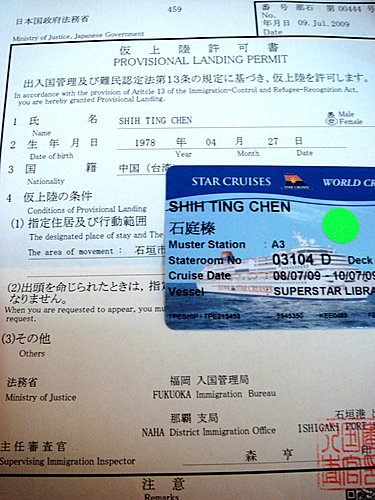 日本国政府法務省
459
Ministry of Justice, Japanese Government
番号 那石 第 00444 号
No.
年月日 09. Jul. 2009
Date
仮上陸許可書
PROVISIONAL LANDING PERMIT
出入国管理及び難民認定法第13条の規定に基づき、仮上陸を許可します。
In accordance with the provision of Aritcle 13 of the Immigration-Control and Refugee-Recognition Act,
you are hereby granted Provisional Landing.
1 氏 名 SHIH TING CHEN 男 Male
Name 女 Female
2 生年月日 1978 年 04 月 27 日
Date of birth Year Month Day
3 国 籍 中国(台湾)
Nationality
4 仮上陸の条件
Conditions of Provisional Landing
(1) 指定住居及び行動範囲
The designated place of stay and The
The area of movement : 石垣市
STAR CRUISES WORLD CR
SHIH TING CHEN
石庭榛
Muster Station : A3
Stateroom No 03104 D Deck
Cruise Date : 08/07/09 - 10/07/09
Vessel SUPERSTAR LIBRA
(2)出頭を命じられたときは、指定
なりません。
When you are requested to appear, you mus
request.
(3)その他
Others
法務省 福岡 入国管理局
Ministry of Justice FUKUOKA Immigration Bureau
那覇 支局 石垣港
NAHA District Immigration Office ISHIGAKI PORT
主任審査官
Supervising Immigration Inspector 森 亨
注意
Remarks